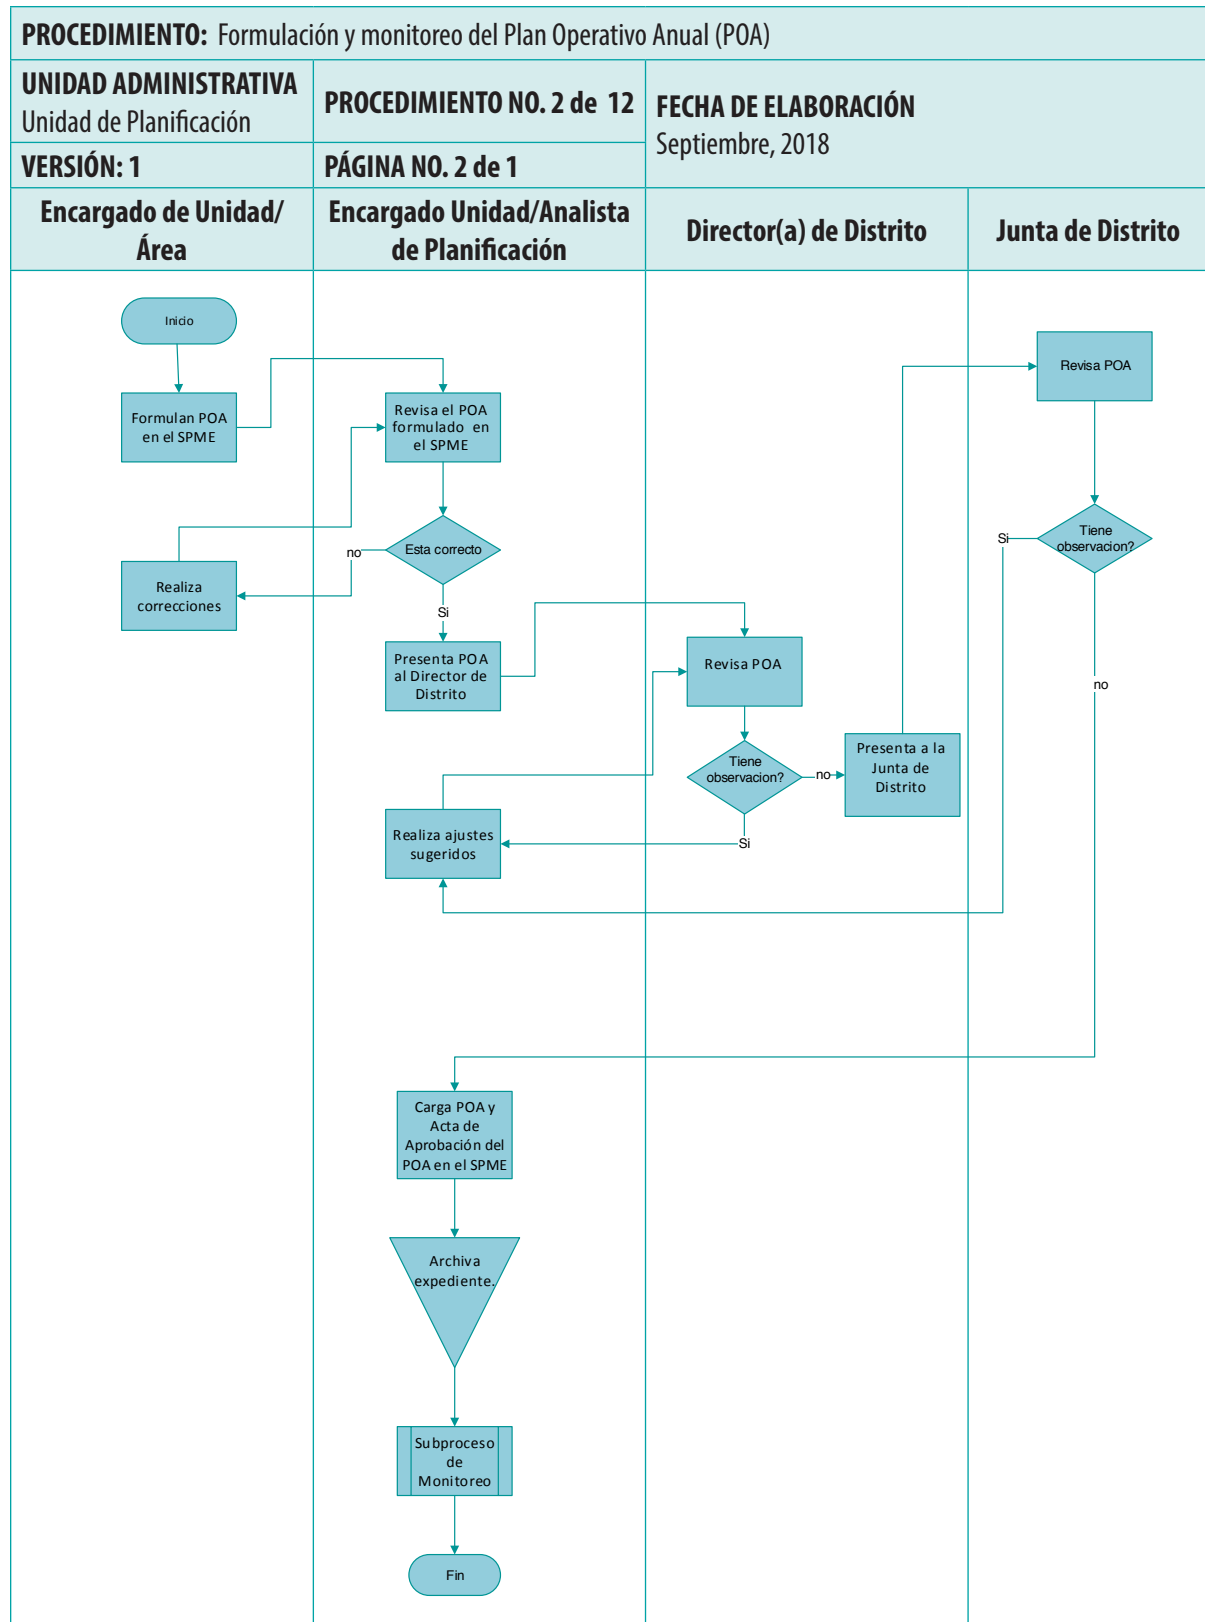 PROCEDIMIENTO: Formulación y monitoreo del Plan Operativo Anual (POA)
UNIDAD ADMINISTRATIVA
Unidad de Planificación
PROCEDIMIENTO NO. 2 de 12
FECHA DE ELABORACIÓN
Septiembre, 2018
VERSIÓN: 1
PÁGINA NO. 2 de 1
Encargado de Unidad/
Área
Encargado Unidad/Analista
de Planificación
Director(a) de Distrito
Junta de Distrito
Inicio
Formulan POA
en el SPME
Revisa el POA
formulado en
el SPME
Revisa POA
Esta correcto
no
Tiene
observacion?
Si
Realiza
correcciones
Si
Presenta POA
al Director de
Distrito
Revisa POA
no
Tiene
observacion?
no
Presenta a la
Junta de
Distrito
Si
Realiza ajustes
sugeridos
Carga POA y
Acta de
Aprobación del
POA en el SPME
Archiva
expediente.
Subproceso
de
Monitoreo
Fin